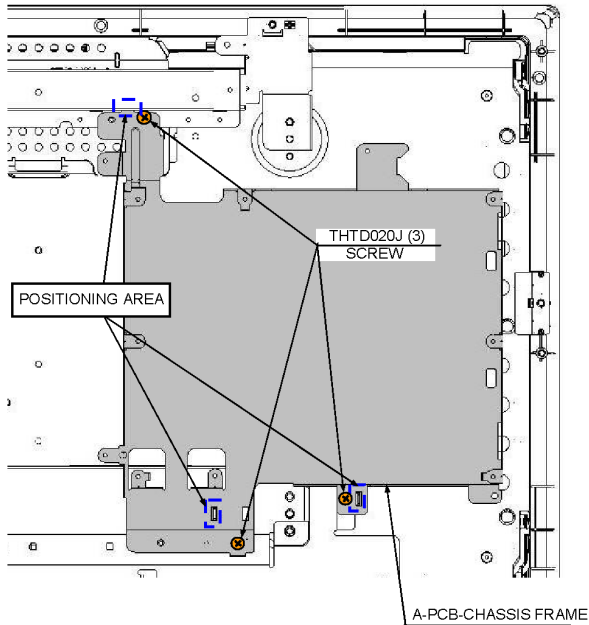 THTD020J (3)
SCREW
POSITIONING AREA
A-PCB-CHASSIS FRAME